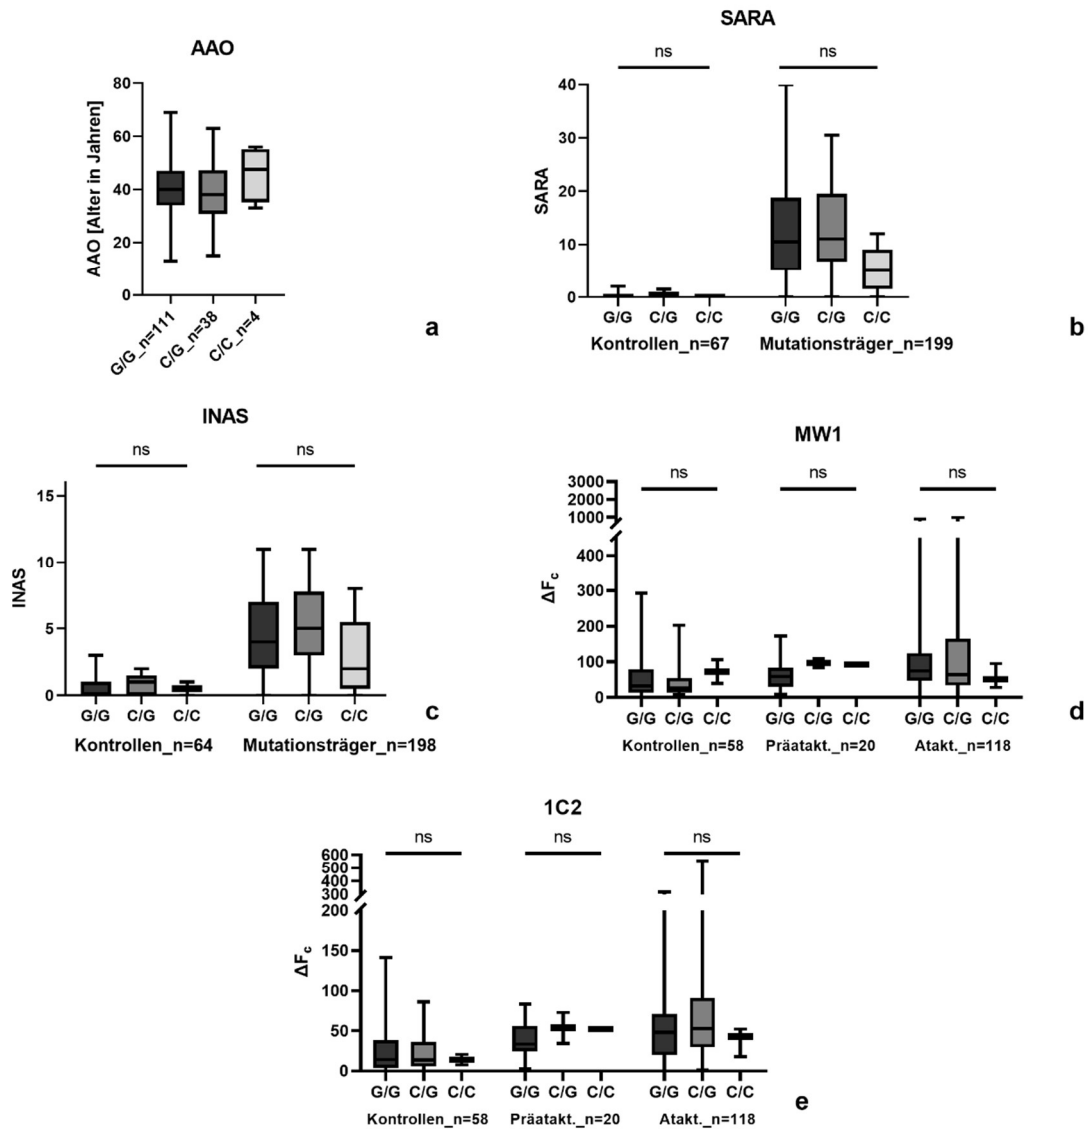 AAO
AAO [Alter in Jahren]
80
60
40
20
0
G/G_n=111
C/G_n=38
C/C_n=4
a
SARA
ns
ns
SARA
40
30
20
10
0
G/G C/G C/C G/G C/G C/C
Kontrollen_n=67 Mutationsträger_n=199
b
INAS
ns
ns
INAS
15
10
5
0
G/G C/G C/C G/G C/G C/C
Kontrollen_n=64 Mutationsträger_n=198
c
MW1
ns
ns
ns
ΔFc
3000
2000
1000
400
300
200
100
0
G/G C/G C/C G/G C/G C/C G/G C/G C/C
Kontrollen_n=58 Präatakt._n=20 Atakt._n=118
d
1C2
ns
ns
ns
ΔFc
600
500
400
300
200
150
100
50
0
G/G C/G C/C G/G C/G C/C G/G C/G C/C
Kontrollen_n=58 Präatakt._n=20 Atakt._n=118
e